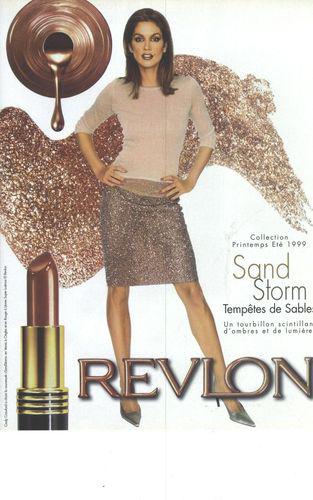 Collection
Printemps Eté 1999
Sand
Storm
Tempêtes de Sable
Un tourbillon scintillan
d'ombres et de lumière
REVLON